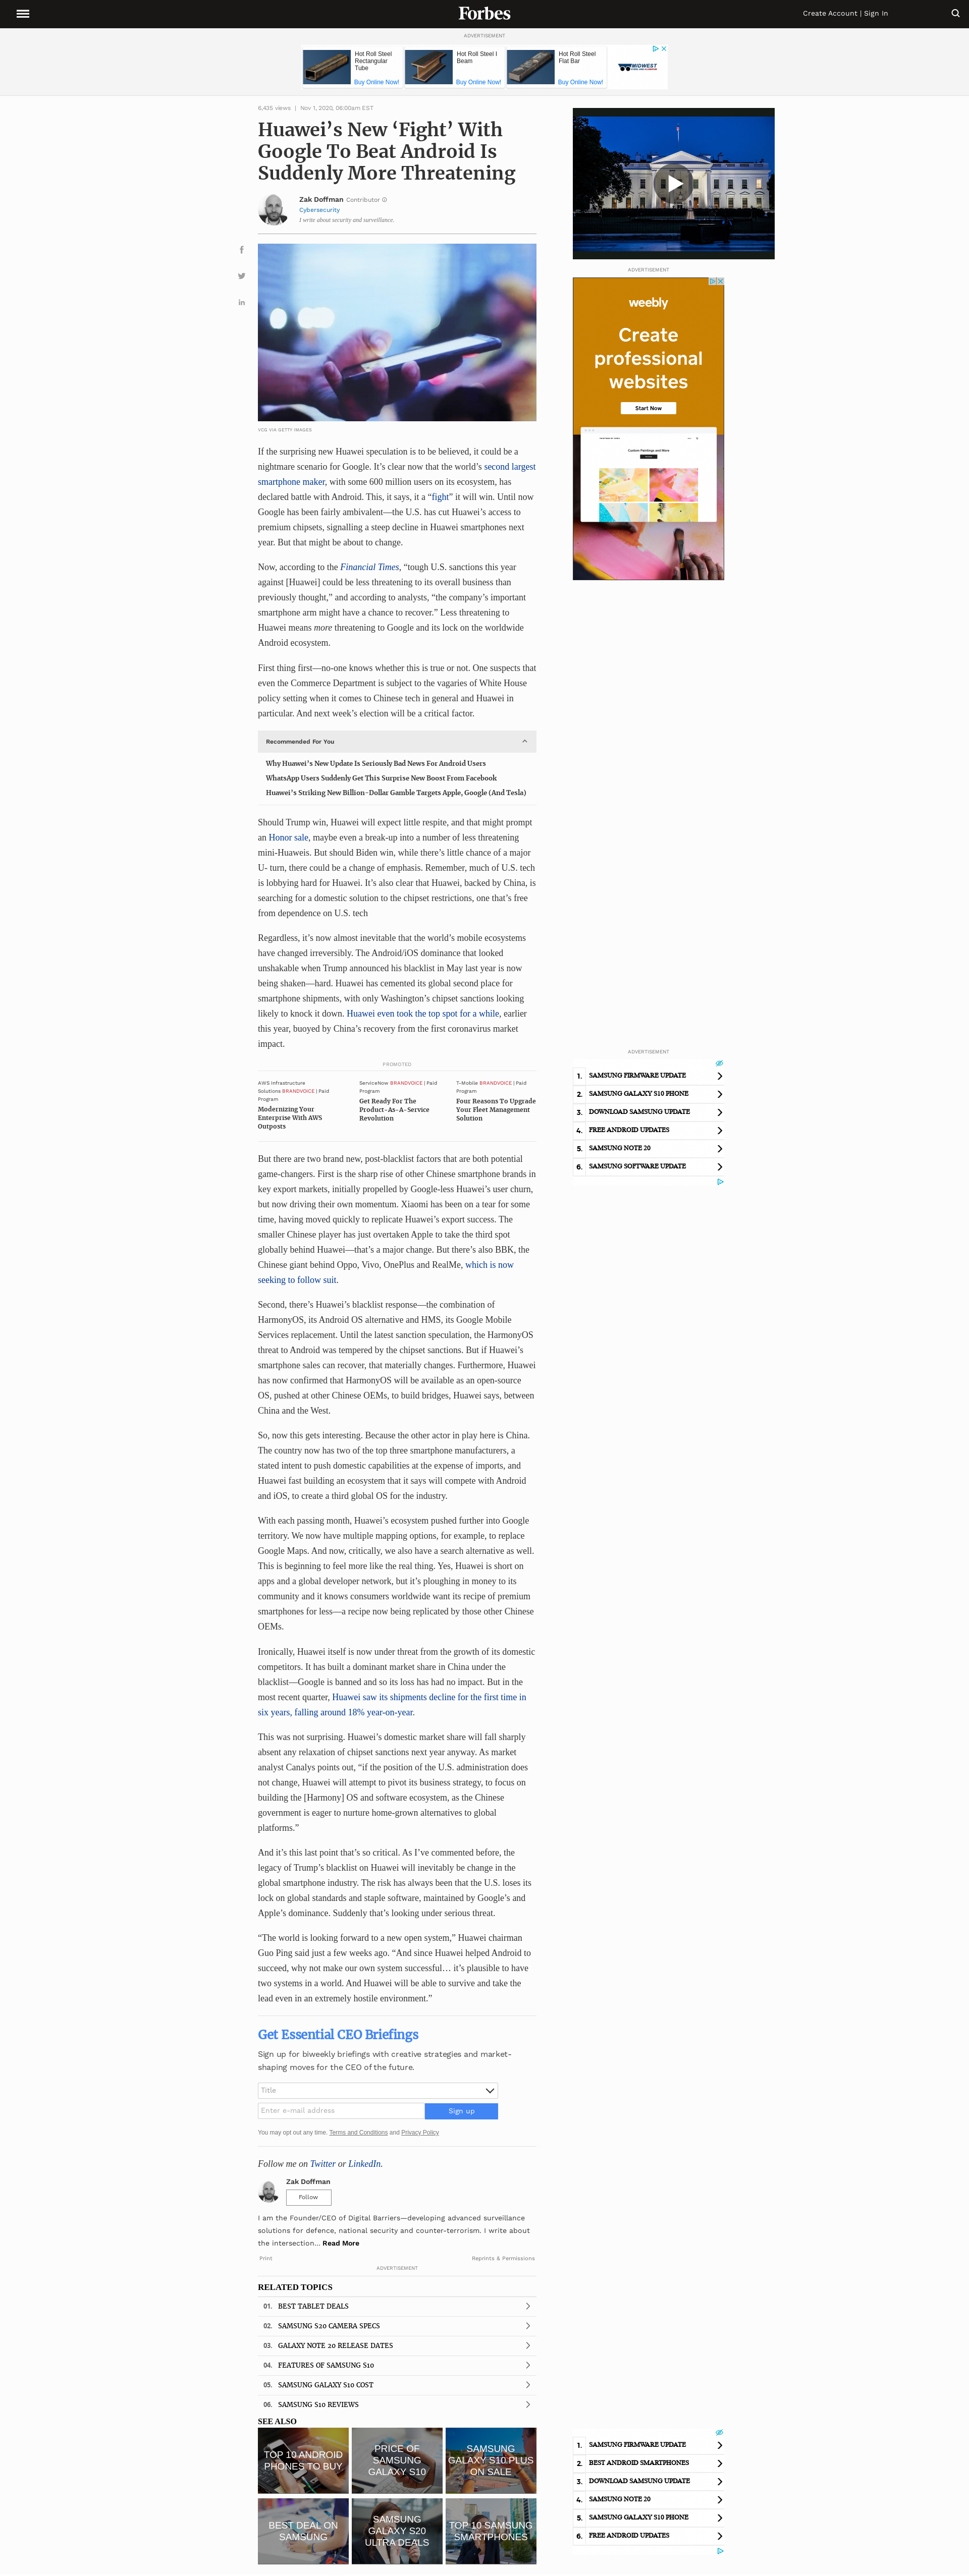 Forbes
Create Account | Sign In
ADVERTISEMENT
Hot Roll Steel
Rectangular
Tube
Buy Online Now!
Hot Roll Steel I
Beam
Buy Online Now!
Hot Roll Steel
Flat Bar
Buy Online Now!
MIDWEST
6,435 views | Nov 1, 2020, 06:00am EST
Huawei’s New ‘Fight’ With
Google To Beat Android Is
Suddenly More Threatening
Zak Doffman Contributor
Cybersecurity
I write about security and surveillance.
VCG VIA GETTY IMAGES
If the surprising new Huawei speculation is to be believed, it could be a
nightmare scenario for Google. It’s clear now that the world’s second largest
smartphone maker, with some 600 million users on its ecosystem, has
declared battle with Android. This, it says, it a “fight” it will win. Until now
Google has been fairly ambivalent—the U.S. has cut Huawei’s access to
premium chipsets, signalling a steep decline in Huawei smartphones next
year. But that might be about to change.
Now, according to the Financial Times, “tough U.S. sanctions this year
against [Huawei] could be less threatening to its overall business than
previously thought,” and according to analysts, “the company’s important
smartphone arm might have a chance to recover.” Less threatening to
Huawei means more threatening to Google and its lock on the worldwide
Android ecosystem.
First thing first—no-one knows whether this is true or not. One suspects that
even the Commerce Department is subject to the vagaries of White House
policy setting when it comes to Chinese tech in general and Huawei in
particular. And next week’s election will be a critical factor.
Recommended For You
Why Huawei’s New Update Is Seriously Bad News For Android Users
WhatsApp Users Suddenly Get This Surprise New Boost From Facebook
Huawei’s Striking New Billion-Dollar Gamble Targets Apple, Google (And Tesla)
Should Trump win, Huawei will expect little respite, and that might prompt
an Honor sale, maybe even a break-up into a number of less threatening
mini-Huaweis. But should Biden win, while there’s little chance of a major
U- turn, there could be a change of emphasis. Remember, much of U.S. tech
is lobbying hard for Huawei. It’s also clear that Huawei, backed by China, is
searching for a domestic solution to the chipset restrictions, one that’s free
from dependence on U.S. tech
Regardless, it’s now almost inevitable that the world’s mobile ecosystems
have changed irreversibly. The Android/iOS dominance that looked
unshakable when Trump announced his blacklist in May last year is now
being shaken—hard. Huawei has cemented its global second place for
smartphone shipments, with only Washington’s chipset sanctions looking
likely to knock it down. Huawei even took the top spot for a while, earlier
this year, buoyed by China’s recovery from the first coronavirus market
impact.
PROMOTED
AWS Infrastructure
Solutions BRANDVOICE | Paid
Program
Modernizing Your
Enterprise With AWS
Outposts
ServiceNow BRANDVOICE | Paid
Program
Get Ready For The
Product-As-A-Service
Revolution
T-Mobile BRANDVOICE | Paid
Program
Four Reasons To Upgrade
Your Fleet Management
Solution
But there are two brand new, post-blacklist factors that are both potential
game-changers. First is the sharp rise of other Chinese smartphone brands in
key export markets, initially propelled by Google-less Huawei’s user churn,
but now driving their own momentum. Xiaomi has been on a tear for some
time, having moved quickly to replicate Huawei’s export success. The
smaller Chinese player has just overtaken Apple to take the third spot
globally behind Huawei—that’s a major change. But there’s also BBK, the
Chinese giant behind Oppo, Vivo, OnePlus and RealMe, which is now
seeking to follow suit.
Second, there’s Huawei’s blacklist response—the combination of
HarmonyOS, its Android OS alternative and HMS, its Google Mobile
Services replacement. Until the latest sanction speculation, the HarmonyOS
threat to Android was tempered by the chipset sanctions. But if Huawei’s
smartphone sales can recover, that materially changes. Furthermore, Huawei
has now confirmed that HarmonyOS will be available as an open-source
OS, pushed at other Chinese OEMs, to build bridges, Huawei says, between
China and the West.
So, now this gets interesting. Because the other actor in play here is China.
The country now has two of the top three smartphone manufacturers, a
stated intent to push domestic capabilities at the expense of imports, and
Huawei fast building an ecosystem that it says will compete with Android
and iOS, to create a third global OS for the industry.
With each passing month, Huawei’s ecosystem pushed further into Google
territory. We now have multiple mapping options, for example, to replace
Google Maps. And now, critically, we also have a search alternative as well.
This is beginning to feel more like the real thing. Yes, Huawei is short on
apps and a global developer network, but it’s ploughing in money to its
community and it knows consumers worldwide want its recipe of premium
smartphones for less—a recipe now being replicated by those other Chinese
OEMs.
Ironically, Huawei itself is now under threat from the growth of its domestic
competitors. It has built a dominant market share in China under the
blacklist—Google is banned and so its loss has had no impact. But in the
most recent quarter, Huawei saw its shipments decline for the first time in
six years, falling around 18% year-on-year.
This was not surprising. Huawei’s domestic market share will fall sharply
absent any relaxation of chipset sanctions next year anyway. As market
analyst Canalys points out, “if the position of the U.S. administration does
not change, Huawei will attempt to pivot its business strategy, to focus on
building the [Harmony] OS and software ecosystem, as the Chinese
government is eager to nurture home-grown alternatives to global
platforms.”
And it’s this last point that’s so critical. As I’ve commented before, the
legacy of Trump’s blacklist on Huawei will inevitably be change in the
global smartphone industry. The risk has always been that the U.S. loses its
lock on global standards and staple software, maintained by Google’s and
Apple’s dominance. Suddenly that’s looking under serious threat.
“The world is looking forward to a new open system,” Huawei chairman
Guo Ping said just a few weeks ago. “And since Huawei helped Android to
succeed, why not make our own system successful… it’s plausible to have
two systems in a world. And Huawei will be able to survive and take the
lead even in an extremely hostile environment.”
Get Essential CEO Briefings
Sign up for biweekly briefings with creative strategies and market-
shaping moves for the CEO of the future.
Title
Enter e-mail address
Sign up
You may opt out any time. Terms and Conditions and Privacy Policy
Follow me on Twitter or LinkedIn.
Zak Doffman
Follow
I am the Founder/CEO of Digital Barriers—developing advanced surveillance
solutions for defence, national security and counter-terrorism. I write about
the intersection… Read More
Print
Reprints & Permissions
ADVERTISEMENT
RELATED TOPICS
01. BEST TABLET DEALS
02. SAMSUNG S20 CAMERA SPECS
03. GALAXY NOTE 20 RELEASE DATES
04. FEATURES OF SAMSUNG S10
05. SAMSUNG GALAXY S10 COST
06. SAMSUNG S10 REVIEWS
SEE ALSO
TOP 10 ANDROID
PHONES TO BUY
PRICE OF
SAMSUNG
GALAXY S10
SAMSUNG
GALAXY S10 PLUS
ON SALE
BEST DEAL ON
SAMSUNG
SAMSUNG
GALAXY S20
ULTRA DEALS
TOP 10 SAMSUNG
SMARTPHONES
ADVERTISEMENT
weebly
Create
professional
websites
Start Now
ADVERTISEMENT
1. SAMSUNG FIRMWARE UPDATE
2. SAMSUNG GALAXY S10 PHONE
3. DOWNLOAD SAMSUNG UPDATE
4. FREE ANDROID UPDATES
5. SAMSUNG NOTE 20
6. SAMSUNG SOFTWARE UPDATE
1. SAMSUNG FIRMWARE UPDATE
2. BEST ANDROID SMARTPHONES
3. DOWNLOAD SAMSUNG UPDATE
4. SAMSUNG NOTE 20
5. SAMSUNG GALAXY S10 PHONE
6. FREE ANDROID UPDATES